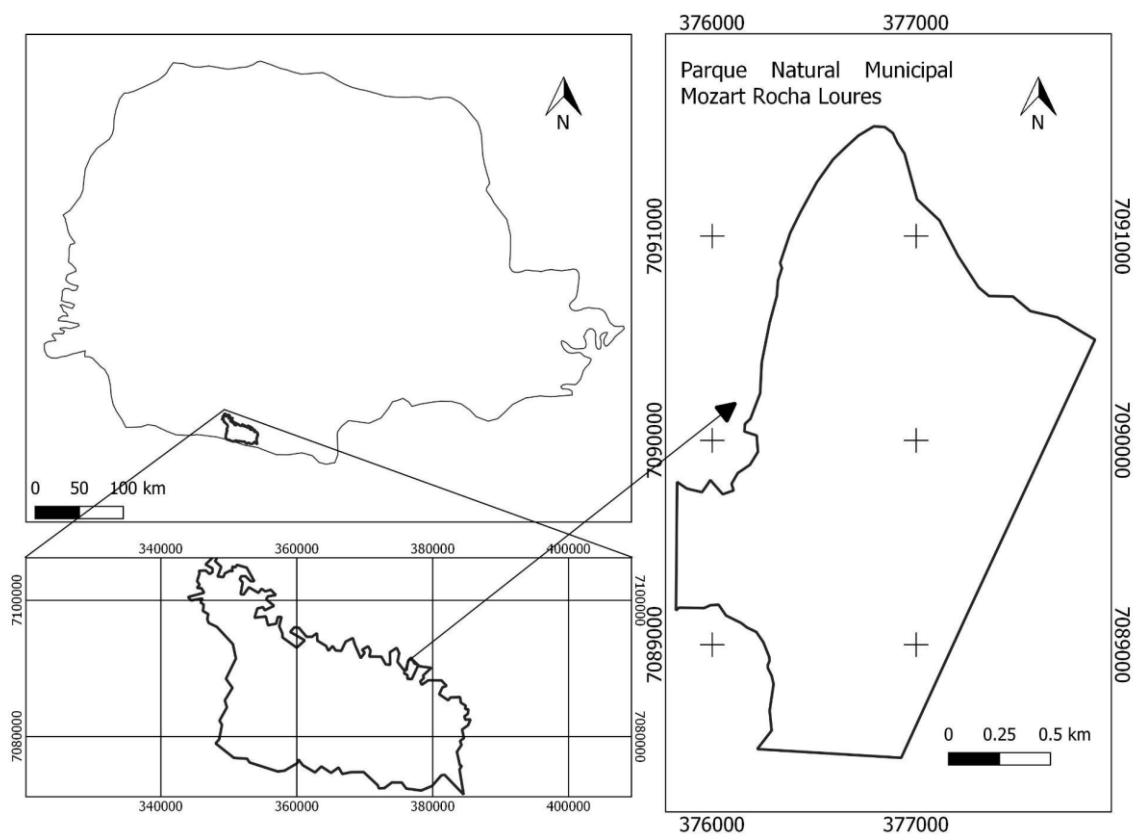 N
0 50 100 km
340000 360000 380000 400000
7100000 7100000
7080000 7080000
340000 360000 380000 400000
376000 377000
Parque Natural Municipal
Mozart Rocha Loures
N
7091000 7091000
7090000 7090000
7089000 7089000
0 0.25 0.5 km
376000 377000